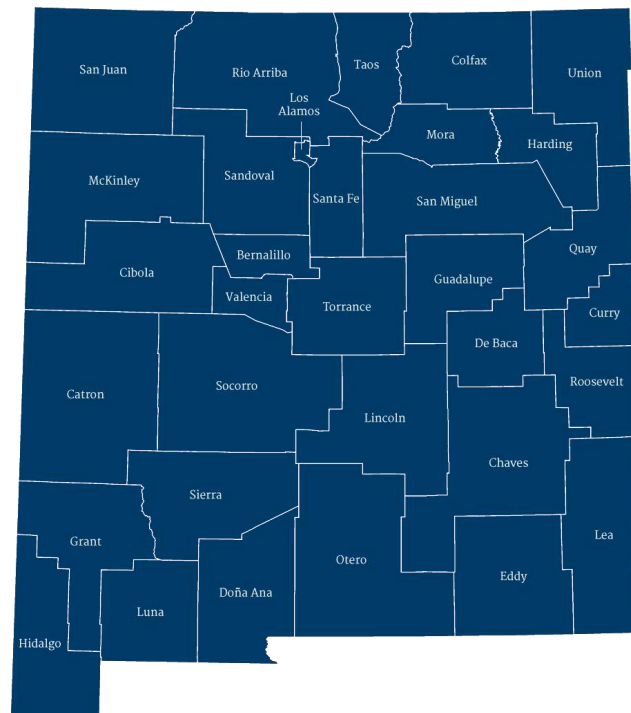 San Juan
Rio Arriba
Taos
Colfax
Union
Los
Alamos
Mora
Harding
McKinley
Sandoval
Santa Fe
San Miguel
Bernalillo
Quay
Cibola
Guadalupe
Valencia
Torrance
Curry
De Baca
Roosevelt
Catron
Socorro
Lincoln
Chaves
Sierra
Grant
Lea
Otero
Eddy
Doña Ana
Luna
Hidalgo